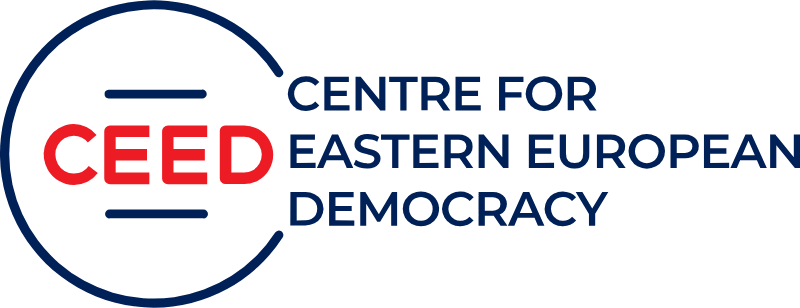 CEED
CENTRE FOR
EASTERN EUROPEAN
DEMOCRACY